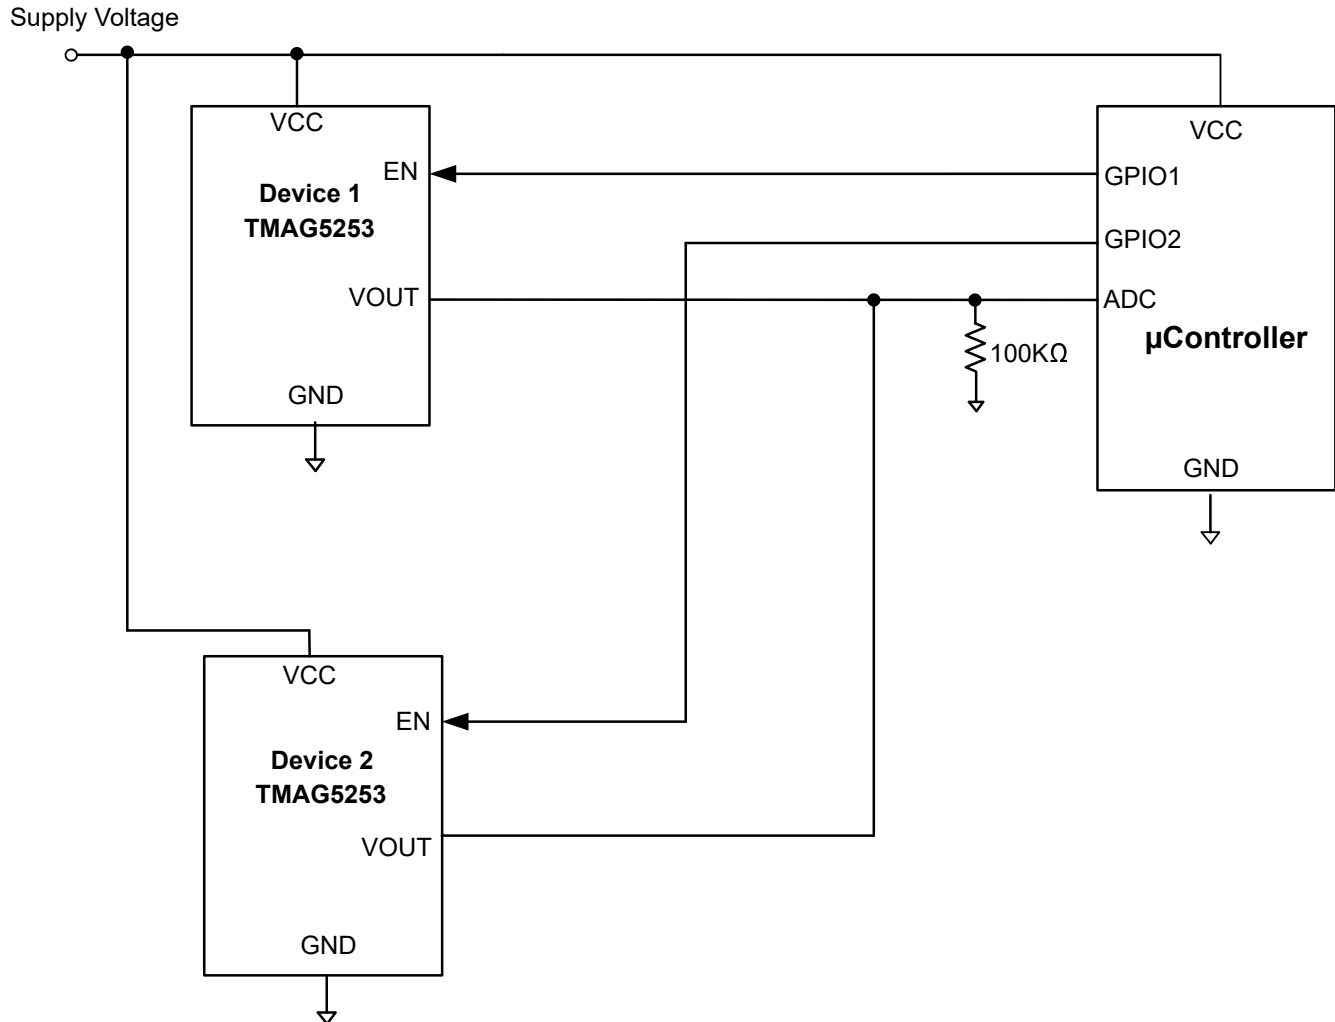 Supply Voltage
VCC
EN
Device 1
TMAG5253
VOUT
GND
VCC
GPIO1
GPIO2
ADC
µController
GND
100KΩ
VCC
EN
Device 2
TMAG5253
VOUT
GND